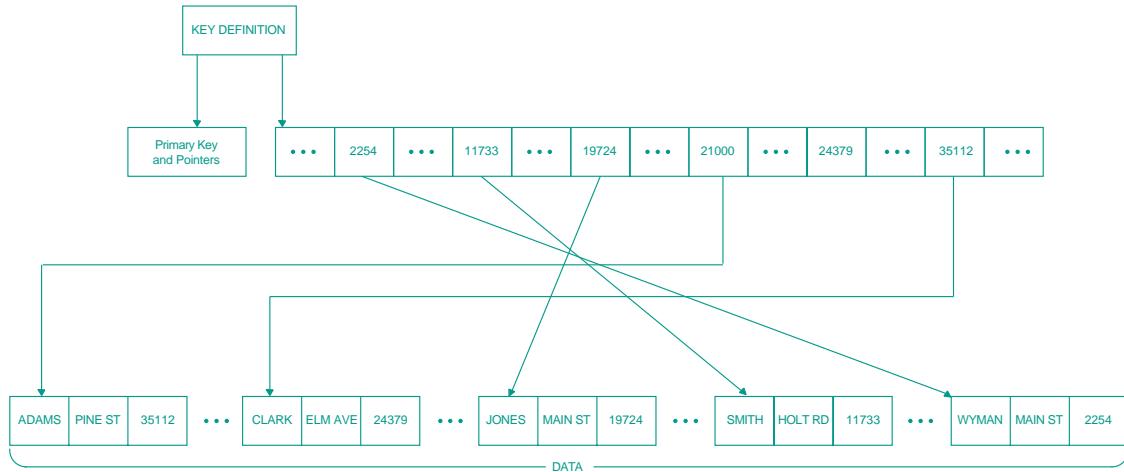 KEY DEFINITION
Primary Key
and Pointers
••• 2254 ••• 11733 ••• 19724 ••• 21000 ••• 24379 ••• 35112 •••
ADAMS PINE ST 35112 ••• CLARK ELM AVE 24379 ••• JONES MAIN ST 19724 ••• SMITH HOLT RD 11733 ••• WYMAN MAIN ST 2254
DATA